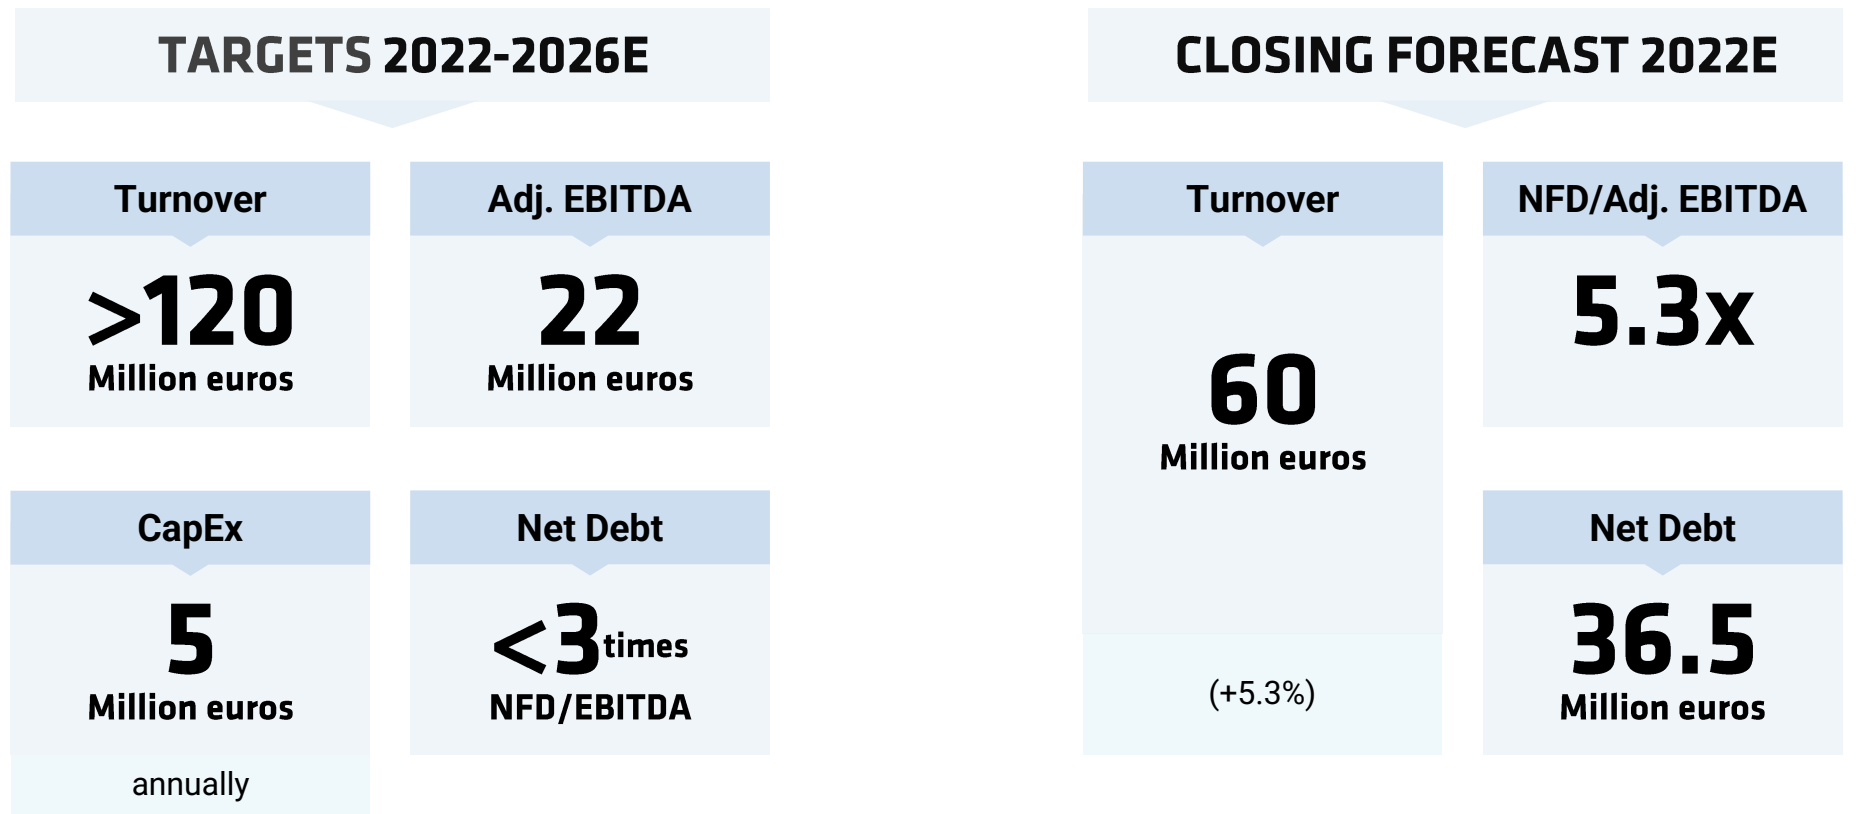 TARGETS 2022-2026E
Turnover
>120
Million euros
Adj. EBITDA
22
Million euros
CapEx
5
Million euros
annually
Net Debt
<3 times
NFD/EBITDA
CLOSING FORECAST 2022E
Turnover
60
Million euros
(+5.3%)
NFD/Adj. EBITDA
5.3x
Net Debt
36.5
Million euros